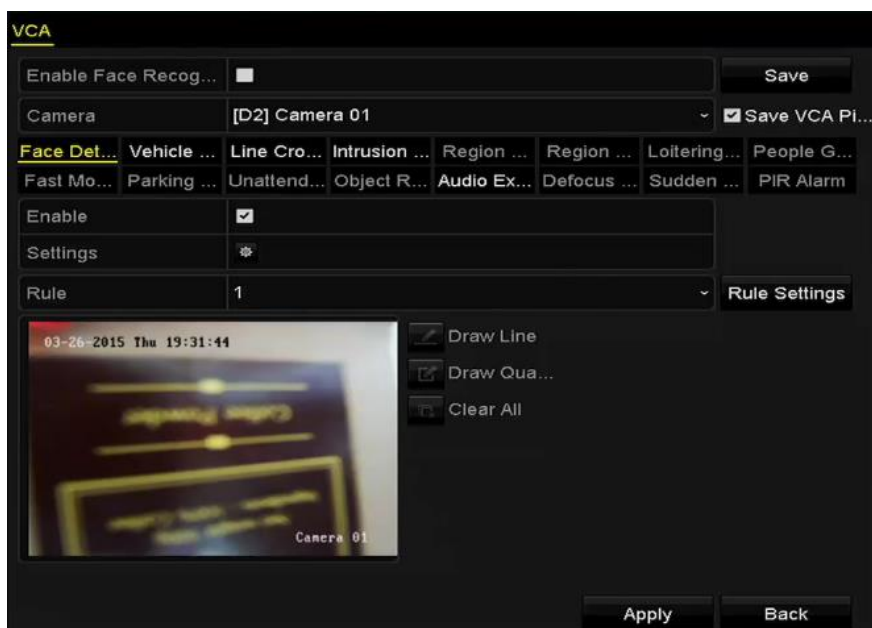 VCA
Enable Face Recog...
Save
Camera [D2] Camera 01
Save VCA Pi...
Face Det... Vehicle ... Line Cro... Intrusion ... Region ... Region ... Loitering... People G...
Fast Mo... Parking ... Unattend... Object R... Audio Ex... Defocus ... Sudden ... PIR Alarm
Enable
Settings
Rule 1 Rule Settings
03-26-2015 Thu 19:31:44
Coffee Powder
Camera 01
Draw Line
Draw Qua...
Clear All
Apply Back